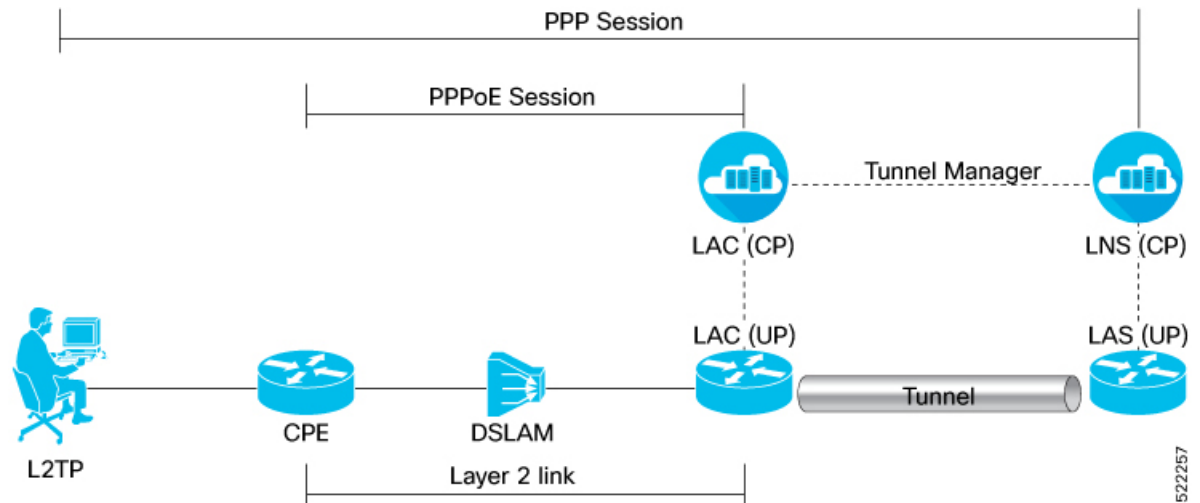 PPP Session
PPPoE Session
Tunnel Manager
LAC (CP)
LNS (CP)
LAC (UP)
LAS (UP)
Tunnel
CPE
DSLAM
L2TP
Layer 2 link
522257